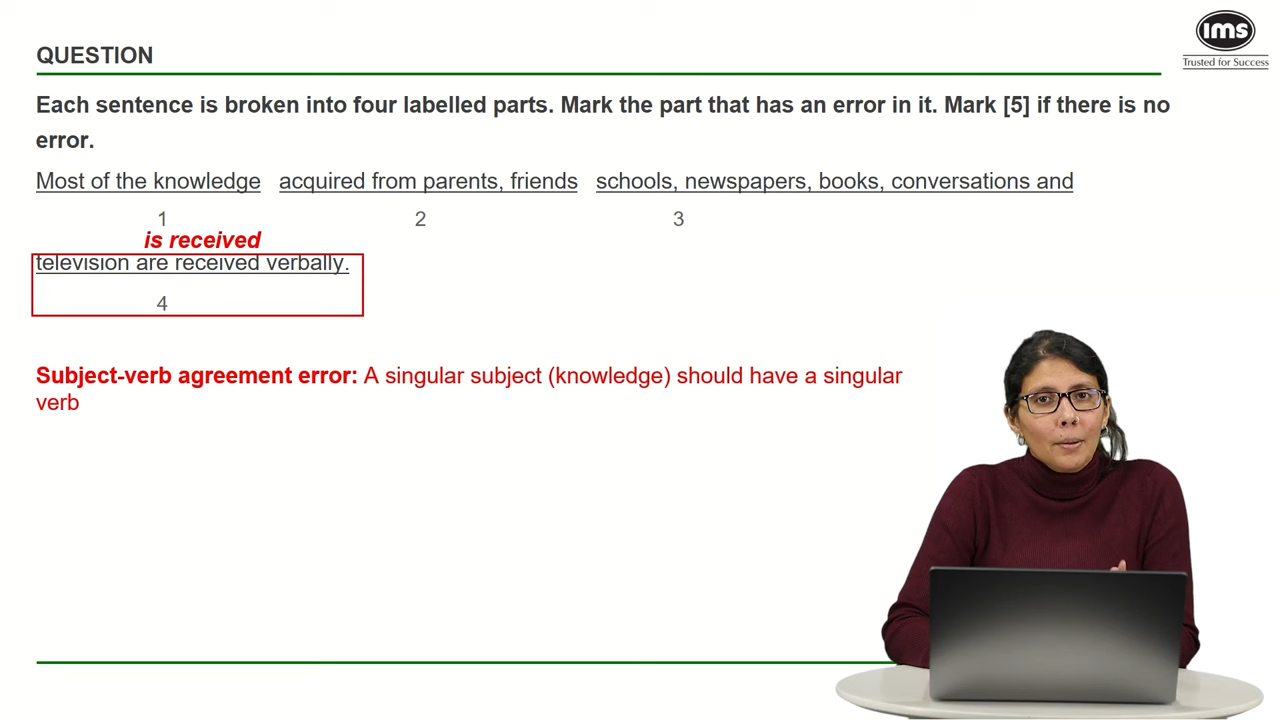 QUESTION
ims
Trusted for Success
Each sentence is broken into four labelled parts. Mark the part that has an error in it. Mark [5] if there is no
error.
Most of the knowledge acquired from parents, friends schools, newspapers, books, conversations and
1 2 3
is received
television are received verbally.
4
Subject-verb agreement error: A singular subject (knowledge) should have a singular
verb